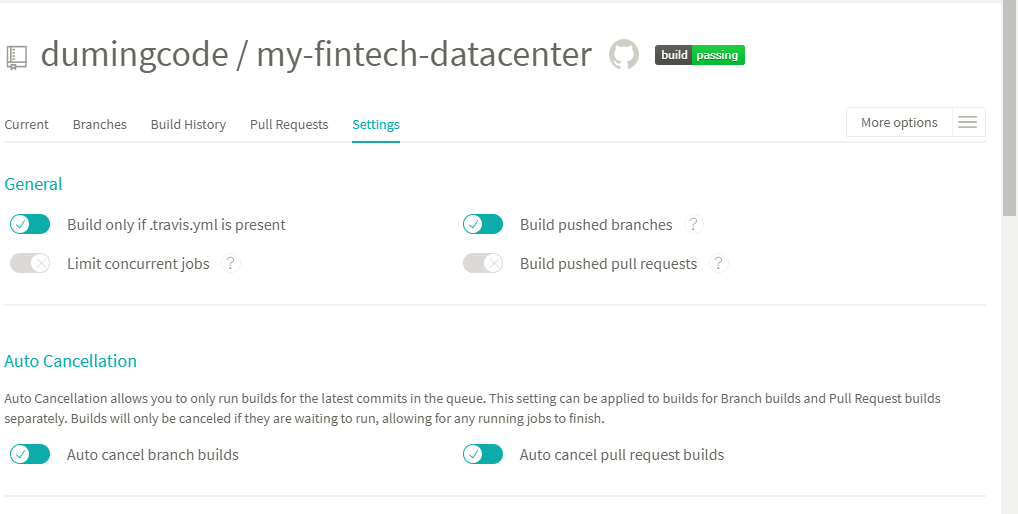 dumingcode / my-fintech-datacenter build passing
Current Branches Build History Pull Requests Settings More options
General
Build only if .travis.yml is present Build pushed branches ?
Limit concurrent jobs ? Build pushed pull requests ?
Auto Cancellation
Auto Cancellation allows you to only run builds for the latest commits in the queue. This setting can be applied to builds for Branch builds and Pull Request builds
separately. Builds will only be canceled if they are waiting to run, allowing for any running jobs to finish.
Auto cancel branch builds Auto cancel pull request builds